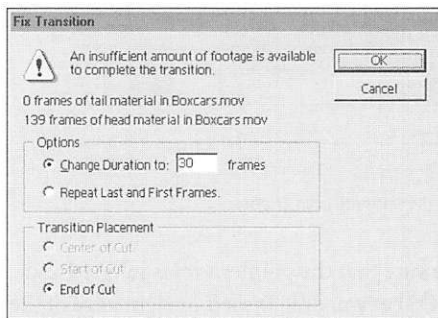 Fix Transition
An insufficient amount of footage is available
to complete the transition.
OK
Cancel
0 frames of tail material in Boxcars.mov
139 frames of head material in Boxcars.mov
Options
Change Duration to: 30 frames
Repeat Last and First Frames.
Transition Placement
Center of Cut
Start of Cut
End of Cut